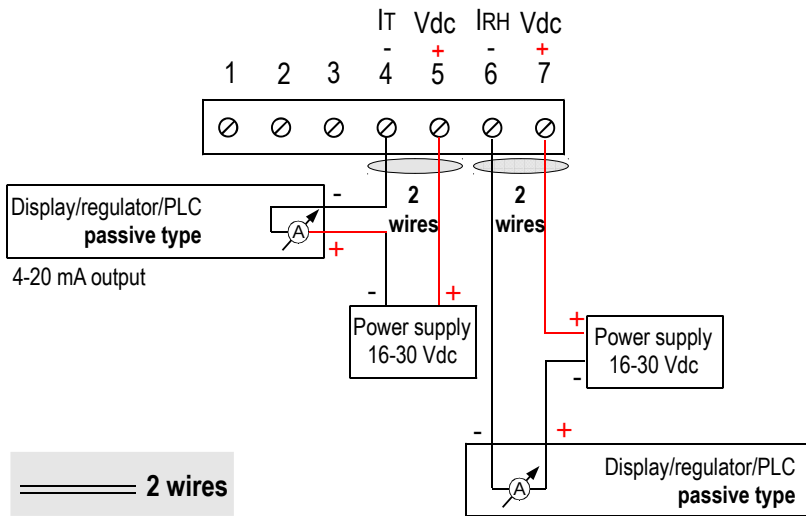 IT Vdc IRH Vdc
- + - +
1 2 3 4 5 6 7
2 wires
2 wires
Display/regulator/PLC
passive type
-
A
+
4-20 mA output
- +
Power supply
16-30 Vdc
+
Power supply
16-30 Vdc
-
- +
A
Display/regulator/PLC
passive type
2 wires